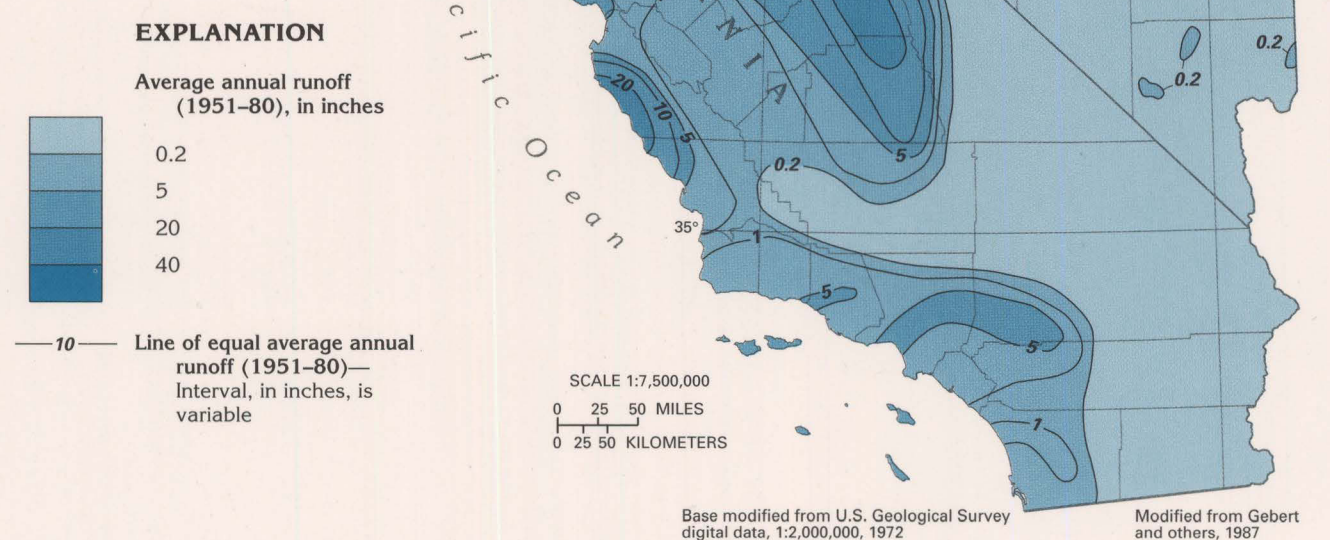 EXPLANATION
Average annual runoff
(1951–80), in inches
0.2
5
20
40
—10— Line of equal average annual
runoff (1951–80)—
Interval, in inches, is
variable
cific Ocean
NIA
20
10
5
5
0.2
0.2
0.2
35°
1
5
5
1
SCALE 1:7,500,000
0 25 50 MILES
0 25 50 KILOMETERS
Base modified from U.S. Geological Survey
digital data, 1:2,000,000, 1972
Modified from Gebert
and others, 1987